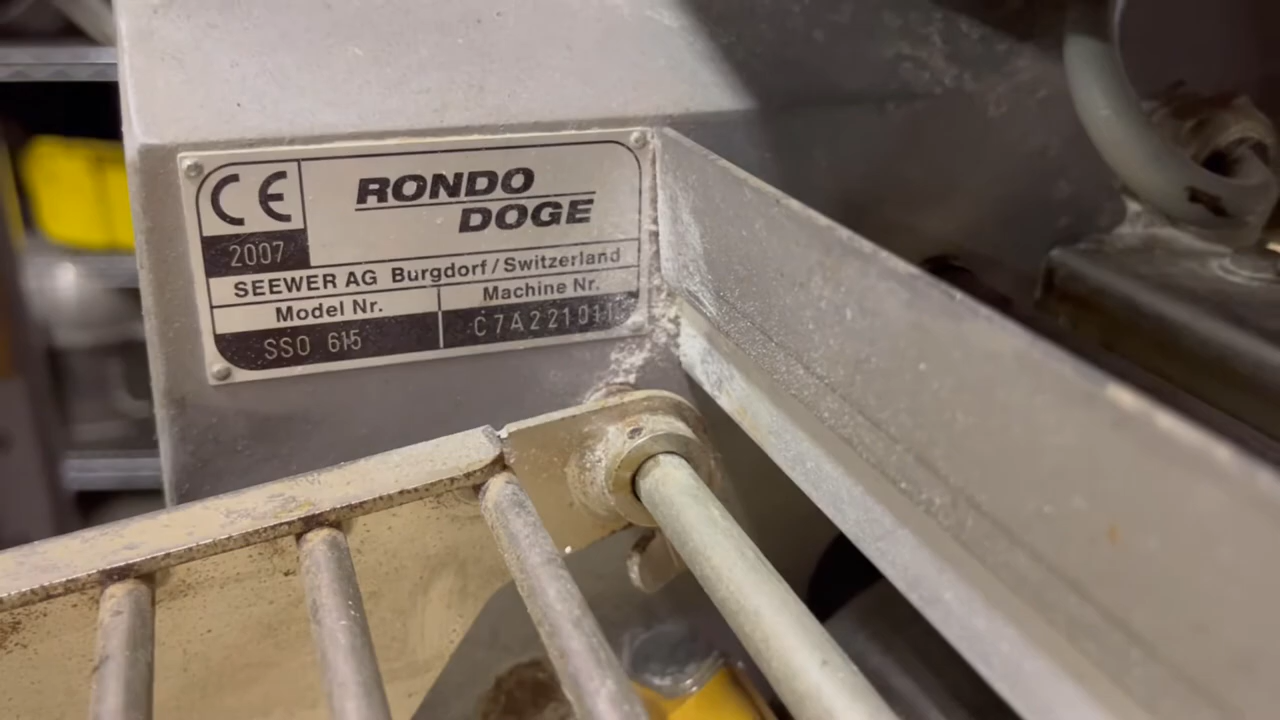 CE
RONDO
DOGE
2007
SEEWER AG Burgdorf/Switzerland
Model Nr.
Machine Nr.
SSO 615
C7A221011